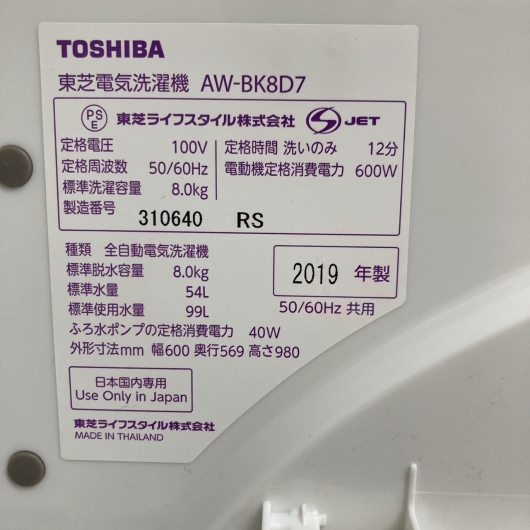 TOSHIBA
東芝電気洗濯機 AW-BK8D7
PS E 東芝ライフスタイル株式会社 S JET
定格電圧 100V 定格時間 洗いのみ 12分
定格周波数 50/60Hz 電動機定格消費電力 600W
標準洗濯容量 8.0kg
製造番号 310640 RS
種類 全自動電気洗濯機
標準脱水容量 8.0kg
標準水量 54L
標準使用水量 99L
2019 年製
50/60Hz 共用
ふろ水ポンプの定格消費電力 40W
外形寸法mm 幅600 奥行569 高さ980
日本国内専用
Use Only in Japan
東芝ライフスタイル株式会社
MADE IN THAILAND